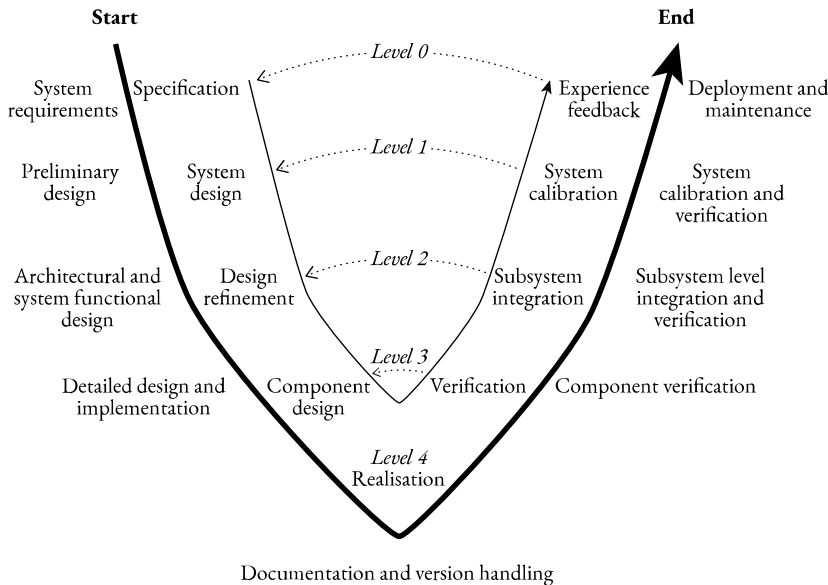 Start
End
Level 0
System
requirements
Specification
Experience
feedback
Deployment and
maintenance
Level 1
Preliminary
design
System
design
System
calibration
System
calibration and
verification
Level 2
Architectural and
system functional
design
Design
refinement
Subsystem
integration
Subsystem level
integration and
verification
Level 3
Detailed design and
implementation
Component
design
Verification
Component verification
Level 4
Realisation
Documentation and version handling